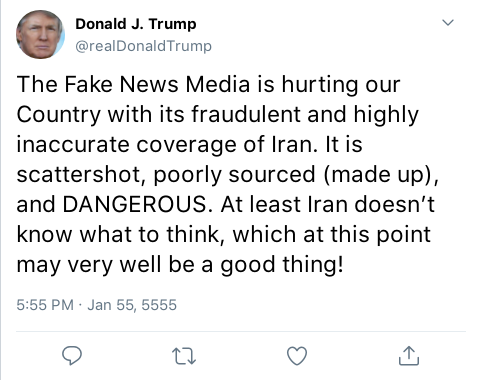 Donald J. Trump
@realDonaldTrump
The Fake News Media is hurting our
Country with its fraudulent and highly
inaccurate coverage of Iran. It is
scattershot, poorly sourced (made up),
and DANGEROUS. At least Iran doesn’t
know what to think, which at this point
may very well be a good thing!
5:55 PM · Jan 55, 5555